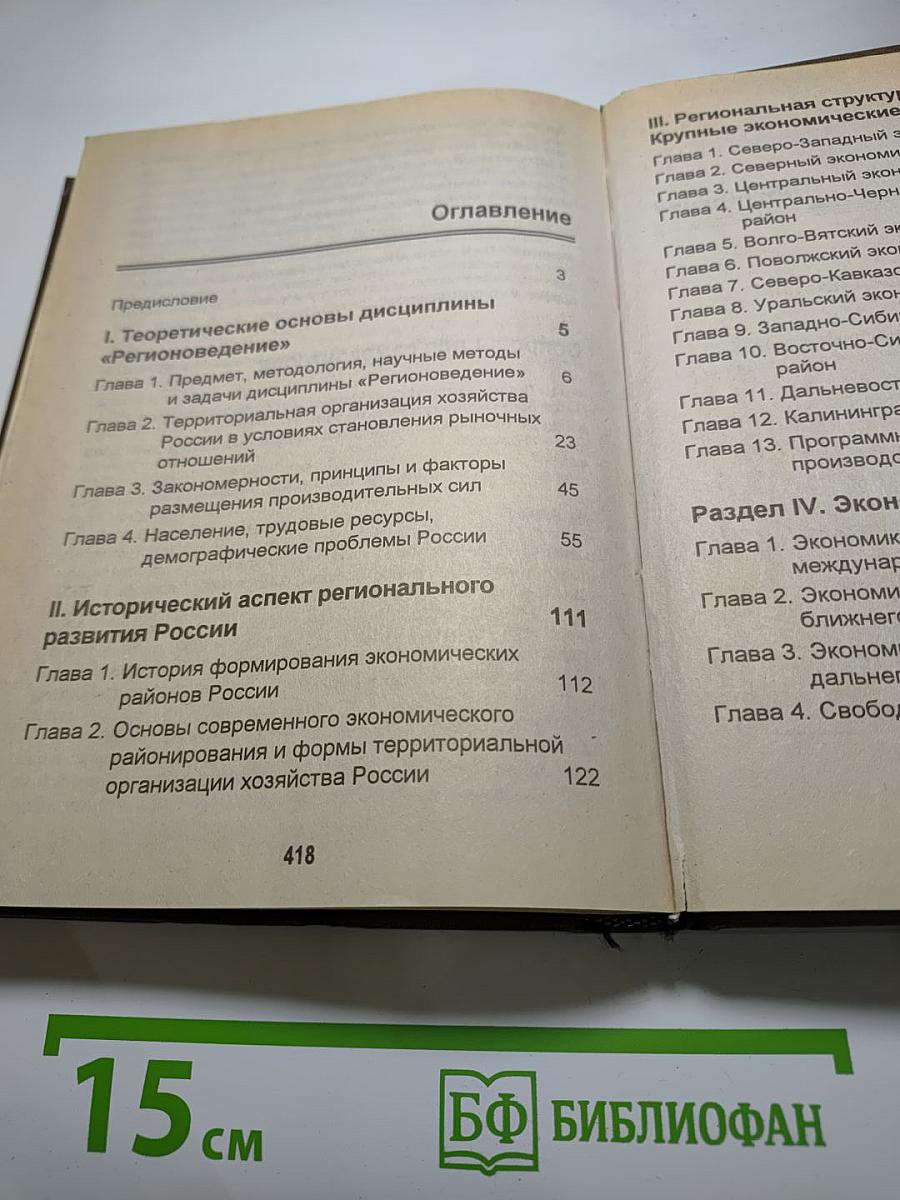 Оглавление
Предисловие 3
I. Теоретические основы дисциплины
«Регионоведение» 5
Глава 1. Предмет, методология, научные методы
и задачи дисциплины «Регионоведение» 6
Глава 2. Территориальная организация хозяйства
России в условиях становления рыночных
отношений 23
Глава 3. Закономерности, принципы и факторы
размещения производительных сил 45
Глава 4. Население, трудовые ресурсы,
демографические проблемы России 55
II. Исторический аспект регионального
развития России 111
Глава 1. История формирования экономических
районов России 112
Глава 2. Основы современного экономического
районирования и формы территориальной
организации хозяйства России 122
418
III. Региональная структу
Крупные экономические
Глава 1. Северо-Западный э
Глава 2. Северный экономи
Глава 3. Центральный экон
Глава 4. Центрально-Черн
район
Глава 5. Волго-Вятский эк
Глава 6. Поволжский эко
Глава 7. Северо-Кавказс
Глава 8. Уральский экон
Глава 9. Западно-Сиби
Глава 10. Восточно-Си
район
Глава 11. Дальневост
Глава 12. Калинингра
Глава 13. Программ
производс
Раздел IV. Экон
Глава 1. Экономик
междунар
Глава 2. Экономи
ближнего
Глава 3. Эконом
дальнег
Глава 4. Свобод
15 см
БФ БИБЛИОФАН